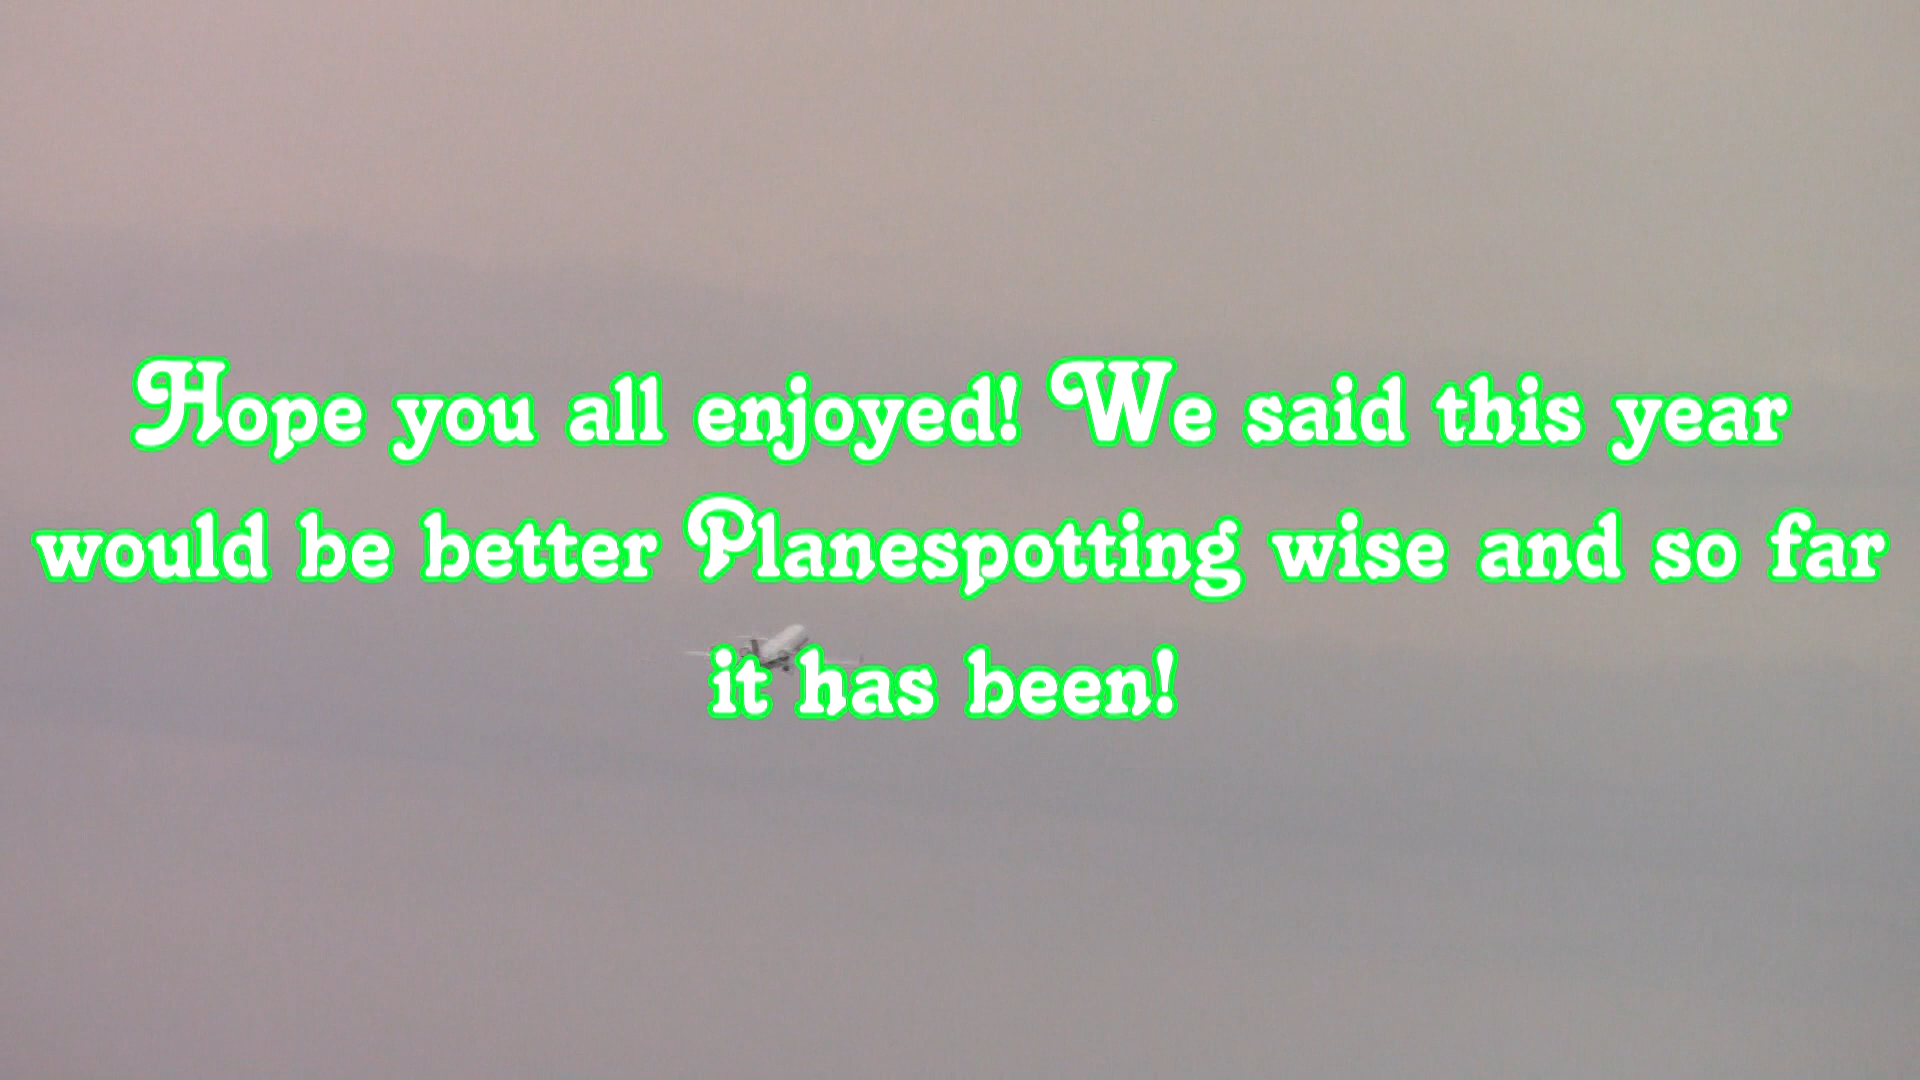 Hope you all enjoyed! We said this year
would be better Planespotting wise and so far
it has been!